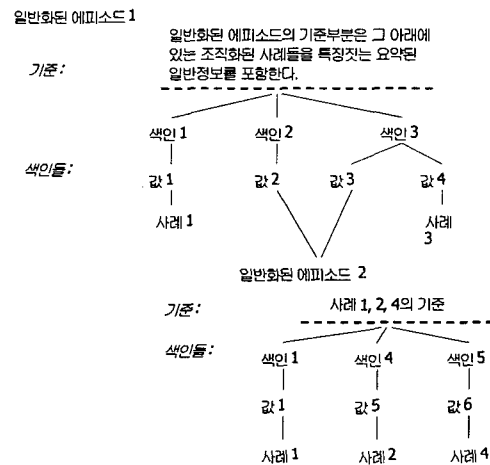 일반화된 에피소드 1
일반화된 에피소드의 기준부분은 그 아래에
기준 : 있는 조직화된 사례들을 특징짓는 요약된
일반정보를 포함한다.
색인 1 색인 2 색인 3
색인들 : 값 1 값 2 값 3 값 4
사례 1 사례
3
일반화된 에피소드 2
기준 : 사례 1, 2, 4의 기준
색인들 : 색인 1 색인 4 색인 5
값 1 값 5 값 6
사례 1 사례 2 사례 4